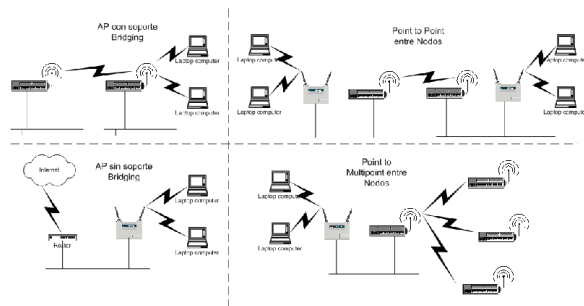 AP con soporte
Bridging
Laptop computer
Laptop computer
Point to Point
entre Nodos
Laptop computer
Laptop computer
Laptop computer
Laptop computer
Internet
Router
AP sin soporte
Bridging
Laptop computer
Laptop computer
Point to
Multipoint entre
Nodos
Laptop computer
Laptop computer